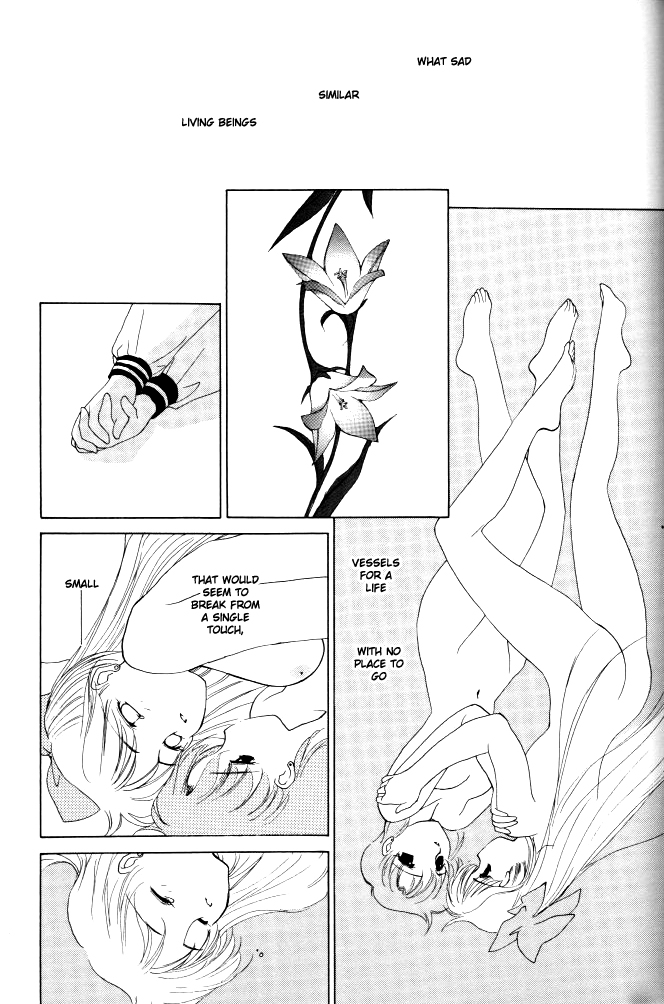 WHAT SAD
SIMILAR
LIVING BEINGS
VESSELS
FOR A
LIFE
WITH NO
PLACE TO
GO
SMALL
THAT WOULD
SEEM TO
BREAK FROM
A SINGLE
TOUCH,